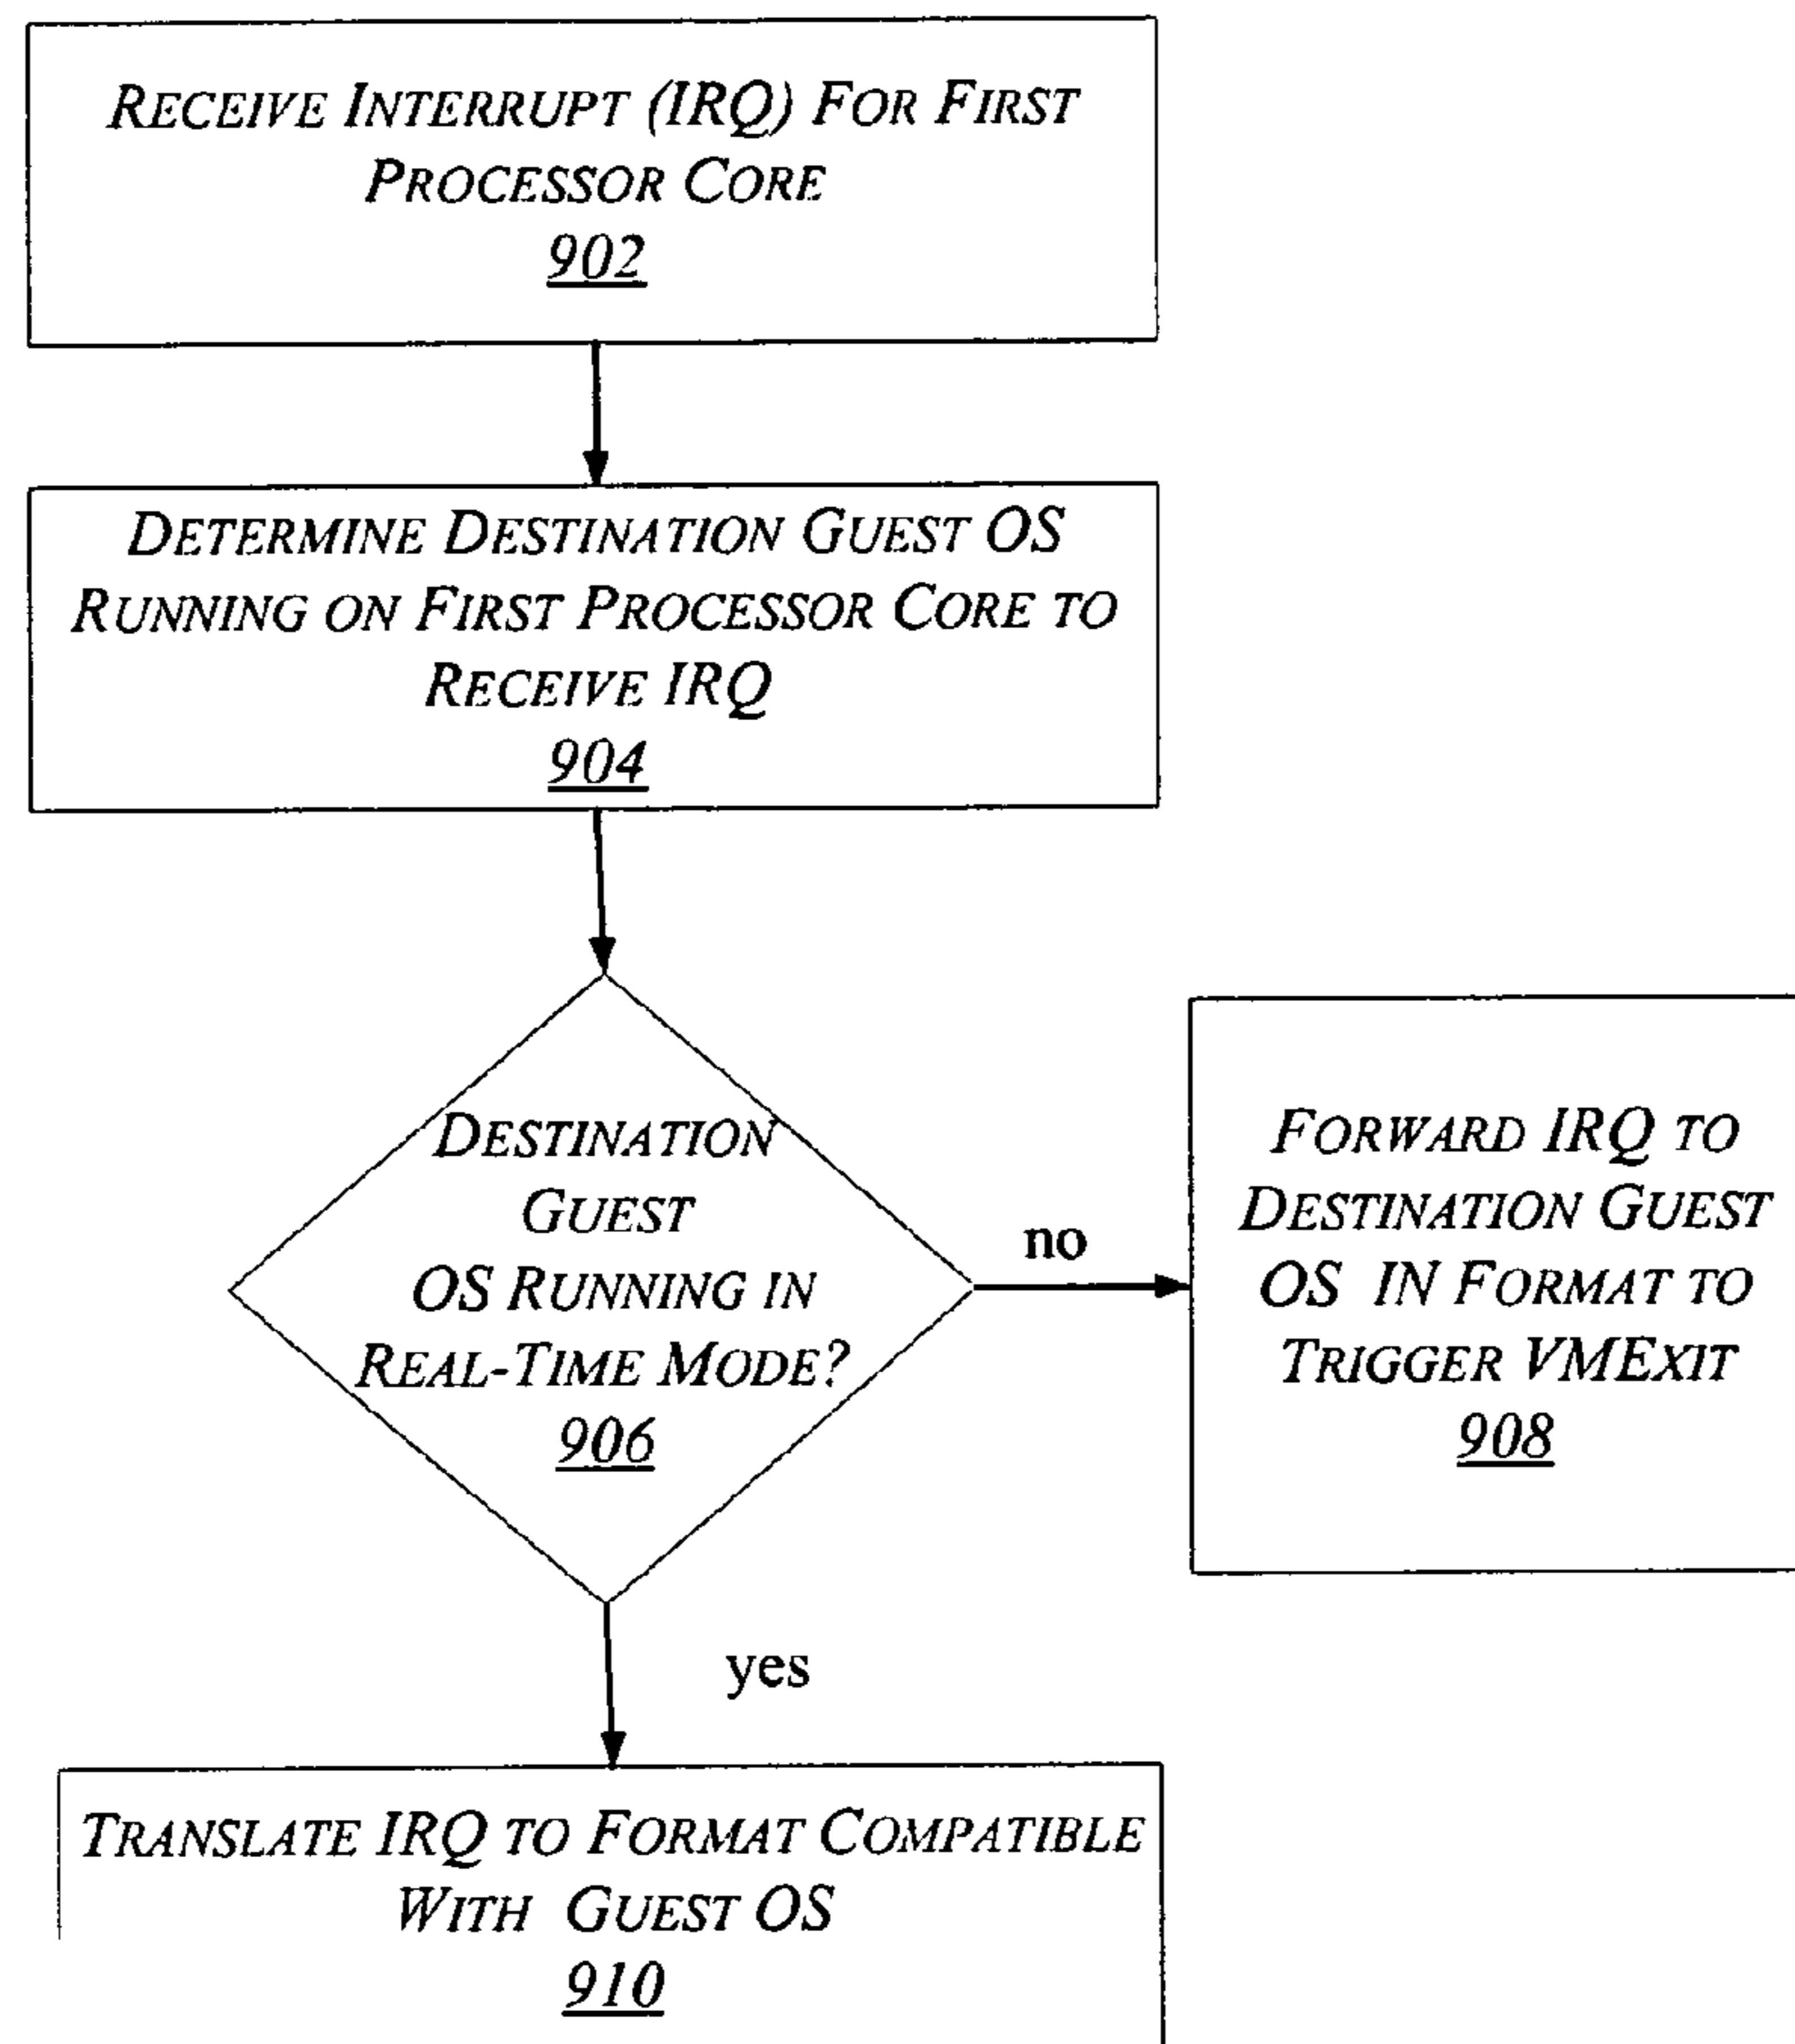 RECEIVE INTERRUPT (IRQ) FOR FIRST
PROCESSOR CORE
902
DETERMINE DESTINATION GUEST OS
RUNNING ON FIRST PROCESSOR CORE TO
RECEIVE IRQ
904
DESTINATION
GUEST
OS RUNNING IN
REAL-TIME MODE?
906
no
FORWARD IRQ TO
DESTINATION GUEST
OS IN FORMAT TO
TRIGGER VMEXIT
908
yes
TRANSLATE IRQ TO FORMAT COMPATIBLE
WITH GUEST OS
910